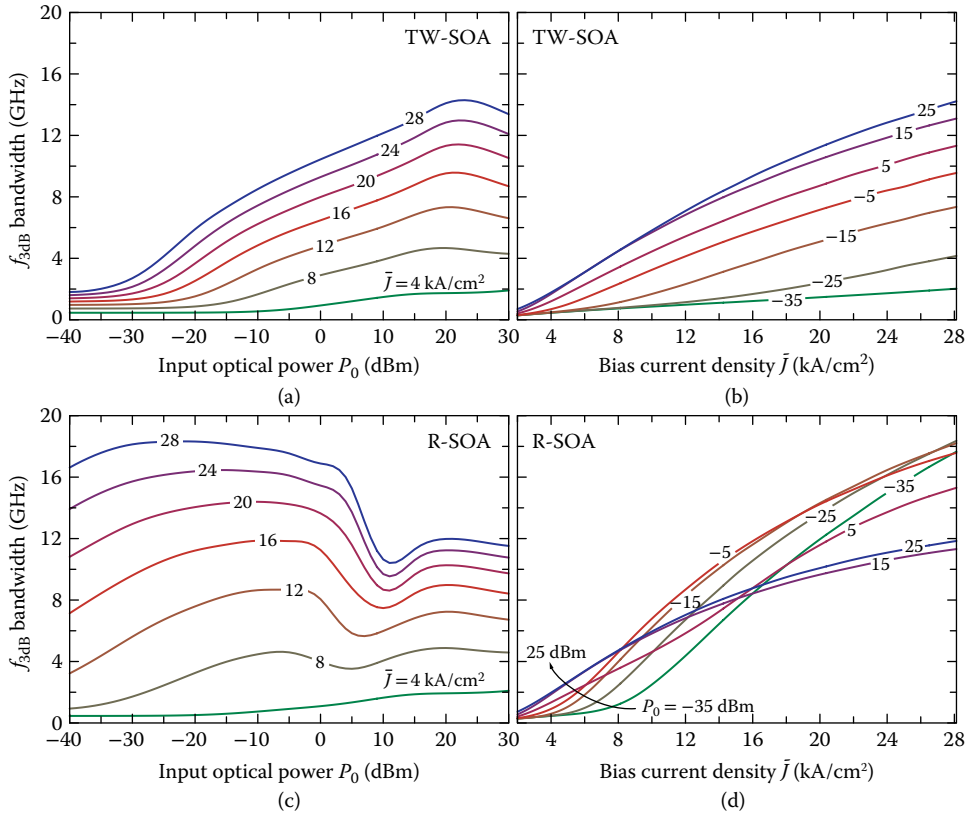 TW-SOA
f3dB bandwidth (GHz)
20
16
12
8
4
0
28
24
20
16
12
8
J̄ = 4 kA/cm²
−40 −30 −20 −10 0 10 20 30
Input optical power P0 (dBm)
(a)
TW-SOA
25
15
5
−5
−15
−25
−35
4 8 12 16 20 24 28
Bias current density J̄ (kA/cm²)
(b)
R-SOA
f3dB bandwidth (GHz)
20
16
12
8
4
0
28
24
20
16
12
8
J̄ = 4 kA/cm²
−40 −30 −20 −10 0 10 20 30
Input optical power P0 (dBm)
(c)
R-SOA
−35
−25
−5
5
25
−15
15
25 dBm
P0 = −35 dBm
4 8 12 16 20 24 28
Bias current density J̄ (kA/cm²)
(d)